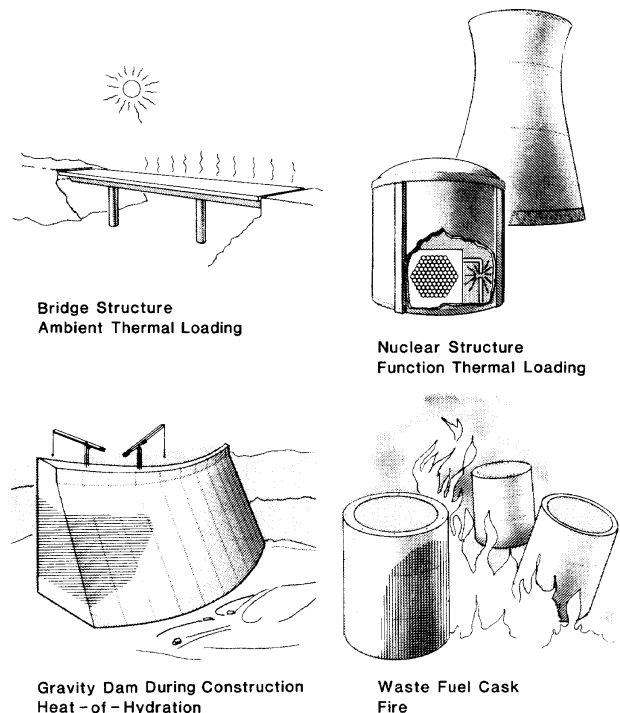 Bridge Structure
Ambient Thermal Loading
Nuclear Structure
Function Thermal Loading
Gravity Dam During Construction
Heat-of-Hydration
Waste Fuel Cask
Fire